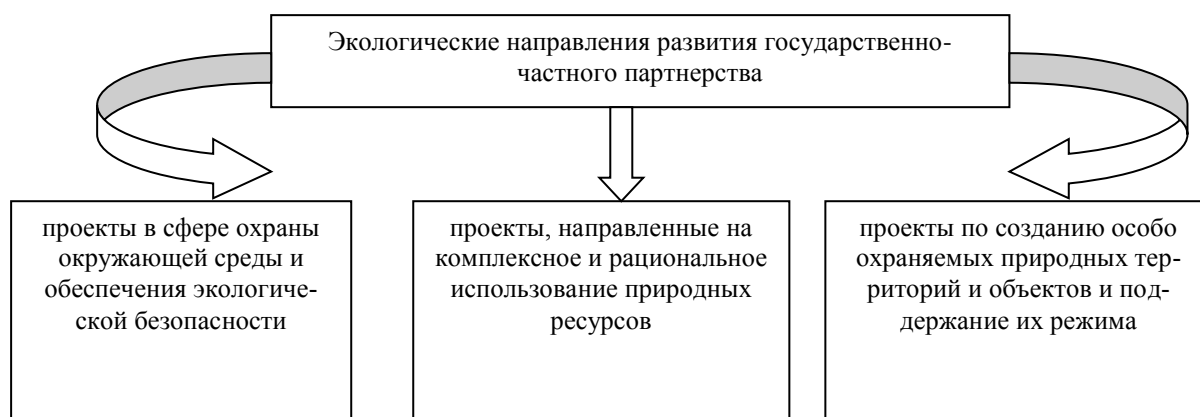 Экологические направления развития государственно-
частного партнерства
проекты в сфере охраны
окружающей среды и
обеспечения экологиче-
ской безопасности
проекты, направленные на
комплексное и рациональное
использование природных
ресурсов
проекты по созданию особо
охраняемых природных тер-
риторий и объектов и под-
держание их режима